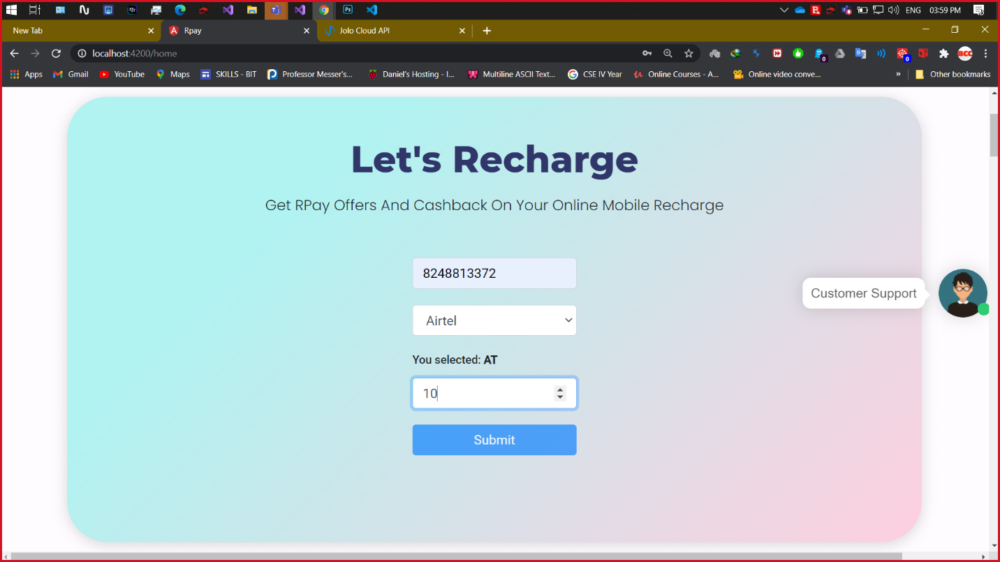 ENG 03:59 PM
New Tab
Rpay
Jolo Cloud API
localhost:4200/home
Apps Gmail YouTube Maps SKILLS - BIT Professor Messer's... Daniel's Hosting - I... Multiline ASCII Text... CSE IV Year Online Courses - A... Online video conve... » Other bookmarks
Let's Recharge
Get RPay Offers And Cashback On Your Online Mobile Recharge
8248813372
Customer Support
Airtel
You selected: AT
10
Submit